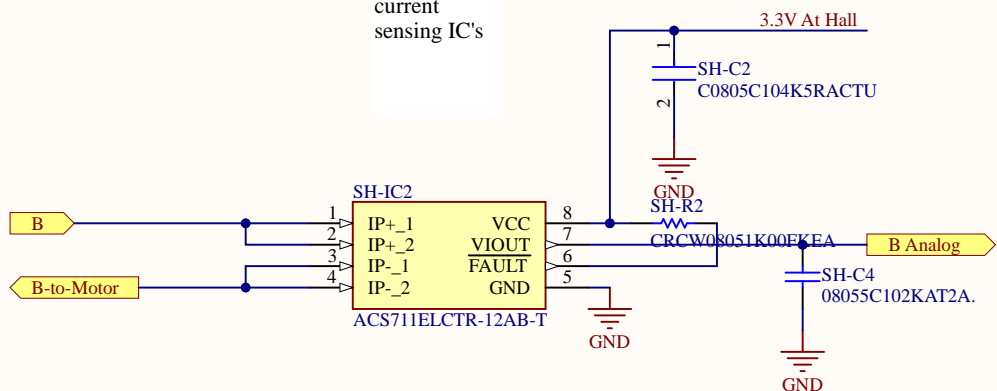 current
sensing IC's
3.3V At Hall
1
SH-C2
C0805C104K5RACTU
2
GND
SH-IC2
SH-R2
B
1 IP+_1 VCC 8
2 IP+_2 VIOUT 7
CRCW08051K00FKEA
B Analog
3 IP-_1 FAULT 6
B-to-Motor
4 IP-_2 GND 5
SH-C4
08055C102KAT2A.
ACS711ELCTR-12AB-T
GND
GND